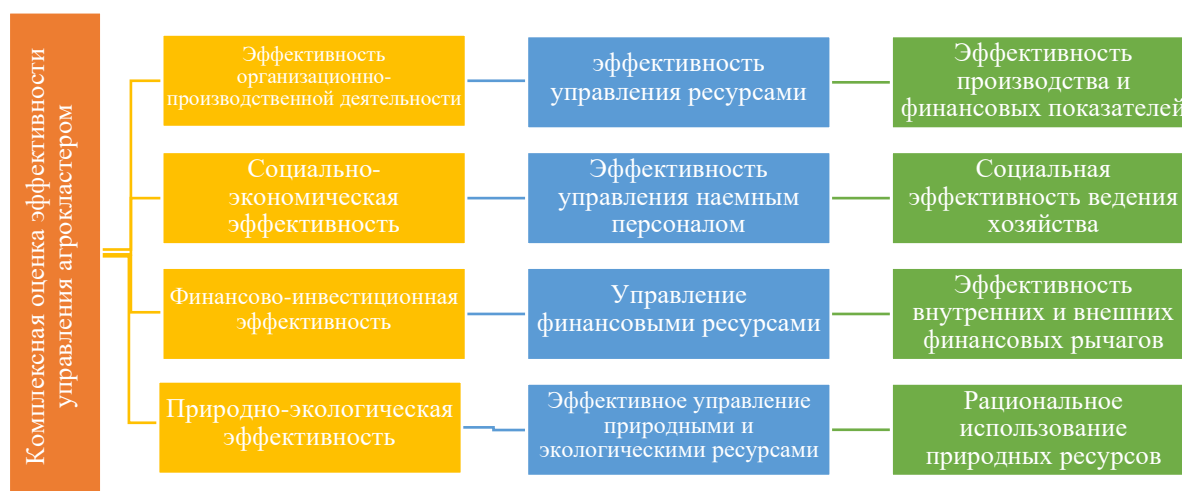 Комплексная оценка эффективности
управления агрокластером
Эффективность
организационно-
производственной деятельности
эффективность
управления ресурсами
Эффективность
производства и
финансовых показателей
Социально-
экономическая
эффективность
Эффективность
управления наемным
персоналом
Социальная
эффективность ведения
хозяйства
Финансово-инвестиционная
эффективность
Управление
финансовыми ресурсами
Эффективность
внутренних и внешних
финансовых рычагов
Природно-экологическая
эффективность
Эффективное управление
природными и
экологическими ресурсами
Рациональное
использование
природных ресурсов